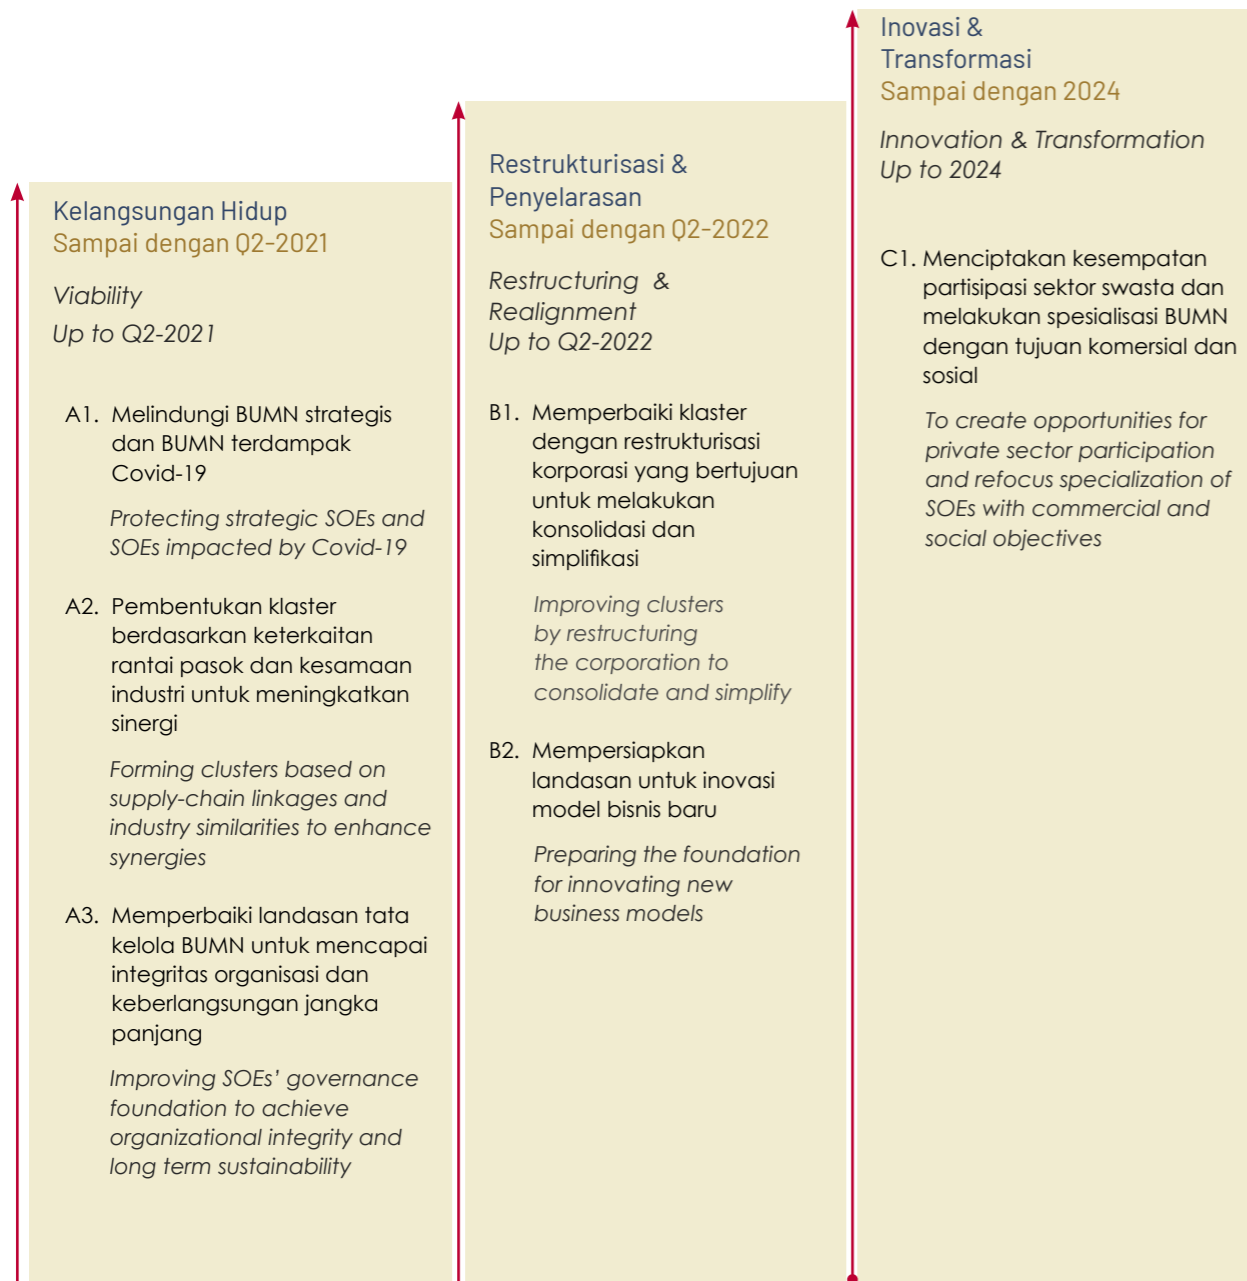 Kelangsungan Hidup
Sampai dengan Q2-2021
Viability
Up to Q2-2021
A1. Melindungi BUMN strategis
dan BUMN terdampak
Covid-19
Protecting strategic SOEs and
SOEs impacted by Covid-19
A2. Pembentukan klaster
berdasarkan keterkaitan
rantai pasok dan kesamaan
industri untuk meningkatkan
sinergi
Forming clusters based on
supply-chain linkages and
industry similarities to enhance
synergies
A3. Memperbaiki landasan tata
kelola BUMN untuk mencapai
integritas organisasi dan
keberlangsungan jangka
panjang
Improving SOEs’ governance
foundation to achieve
organizational integrity and
long term sustainability
Restrukturisasi &
Penyelarasan
Sampai dengan Q2-2022
Restructuring &
Realignment
Up to Q2-2022
B1. Memperbaiki klaster
dengan restrukturisasi
korporasi yang bertujuan
untuk melakukan
konsolidasi dan
simplifikasi
Improving clusters
by restructuring
the corporation to
consolidate and simplify
B2. Mempersiapkan
landasan untuk inovasi
model bisnis baru
Preparing the foundation
for innovating new
business models
Inovasi &
Transformasi
Sampai dengan 2024
Innovation & Transformation
Up to 2024
C1. Menciptakan kesempatan
partisipasi sektor swasta dan
melakukan spesialisasi BUMN
dengan tujuan komersial dan
sosial
To create opportunities for
private sector participation
and refocus specialization of
SOEs with commercial and
social objectives